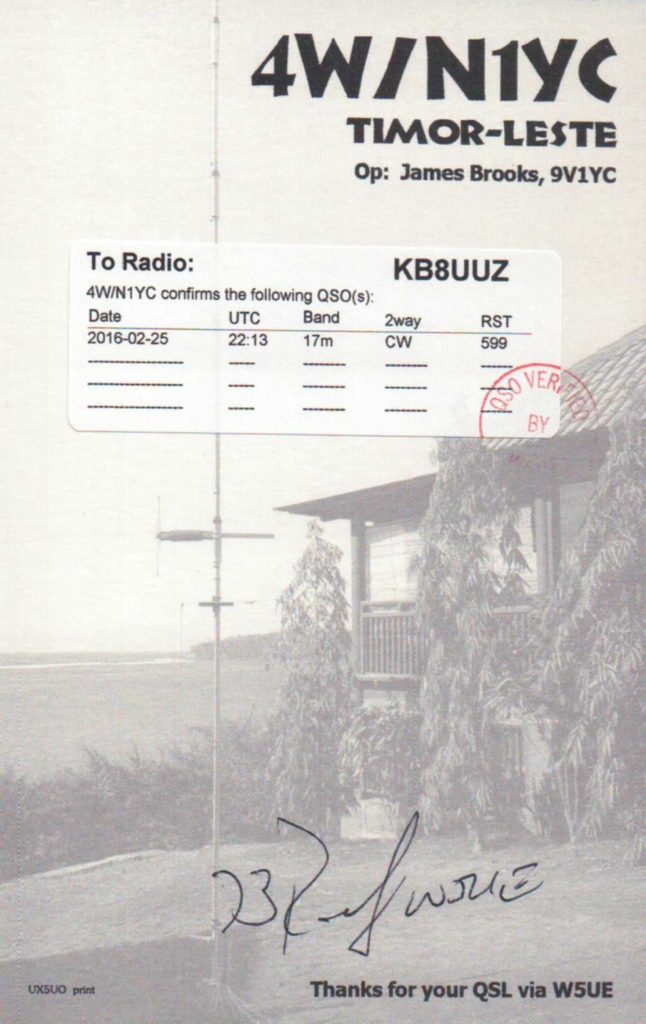 4W/N1YC
TIMOR-LESTE
Op: James Brooks, 9V1YC
To Radio: KB8UUZ
4W/N1YC confirms the following QSO(s):
Date UTC Band 2way RST
2016-02-25 22:13 17m CW 599
--------------------- ----- -------- -------- ------
--------------------- ----- -------- -------- ------
--------------------- ----- -------- -------- ------
QSO VERIFIED
BY
73 W5UE
UX5UO print
Thanks for your QSL via W5UE